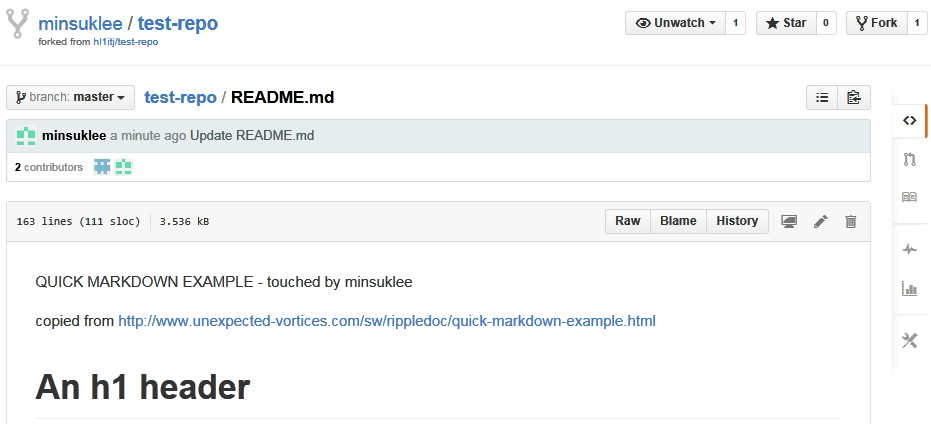 minsuklee / test-repo
forked from hl1itj/test-repo
Unwatch 1 Star 0 Fork 1
branch: master test-repo / README.md
minsuklee a minute ago Update README.md
2 contributors
163 lines (111 sloc) 3.536 kB Raw Blame History
QUICK MARKDOWN EXAMPLE - touched by minsuklee
copied from http://www.unexpected-vortices.com/sw/rippledoc/quick-markdown-example.html
An h1 header